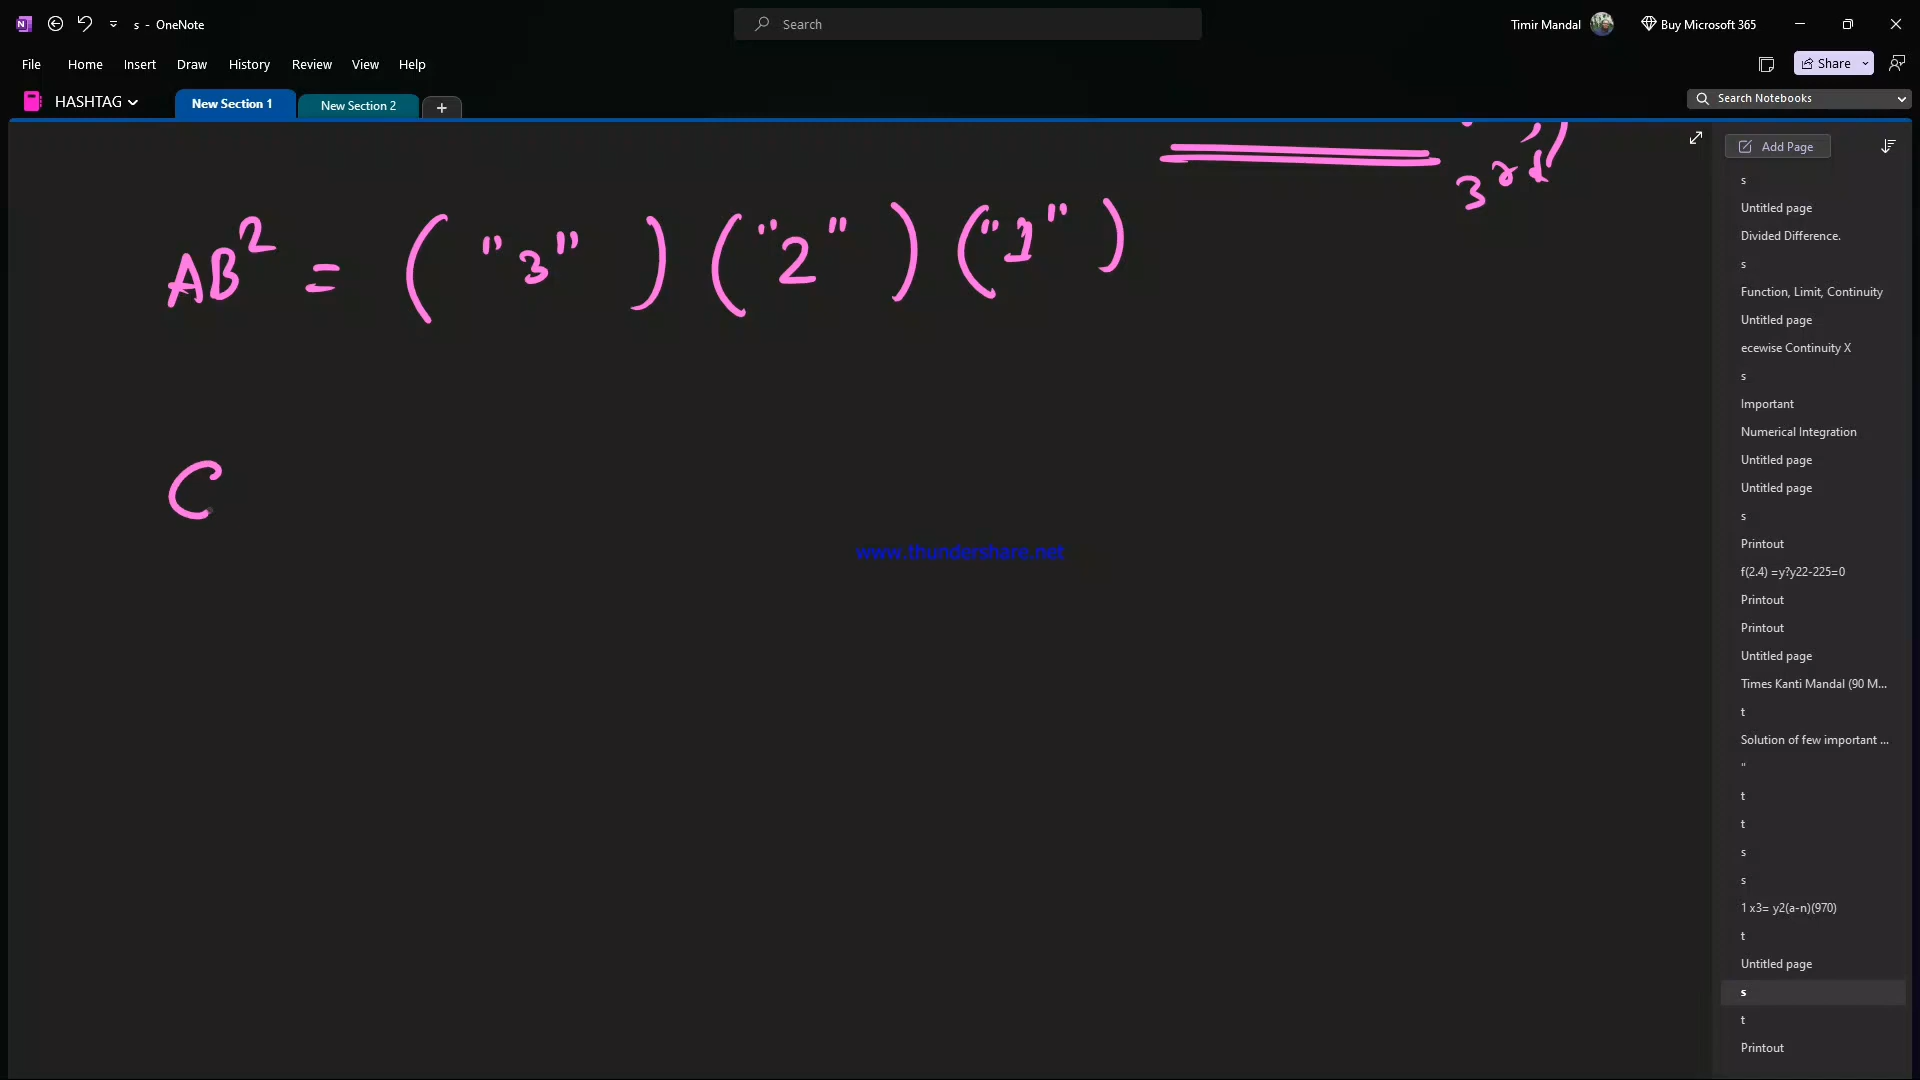 s - OneNote
Search
Timir Mandal
Buy Microsoft 365
File Home Insert Draw History Review View Help
Share
HASHTAG
New Section 1
New Section 2
+
Search Notebooks
3rd
AB² = ( "3" ) ( "2" ) ( "1" )
C
www.thundershare.net
Add Page
s
Untitled page
Divided Difference.
s
Function, Limit, Continuity
Untitled page
ecewise Continuity X
s
Important
Numerical Integration
Untitled page
Untitled page
s
Printout
f(2.4) =y?y22-225=0
Printout
Printout
Untitled page
Times Kanti Mandal (90 M...
t
Solution of few important ...
"
t
t
s
s
1 x3= y2(a-n)(970)
t
Untitled page
s
t
Printout